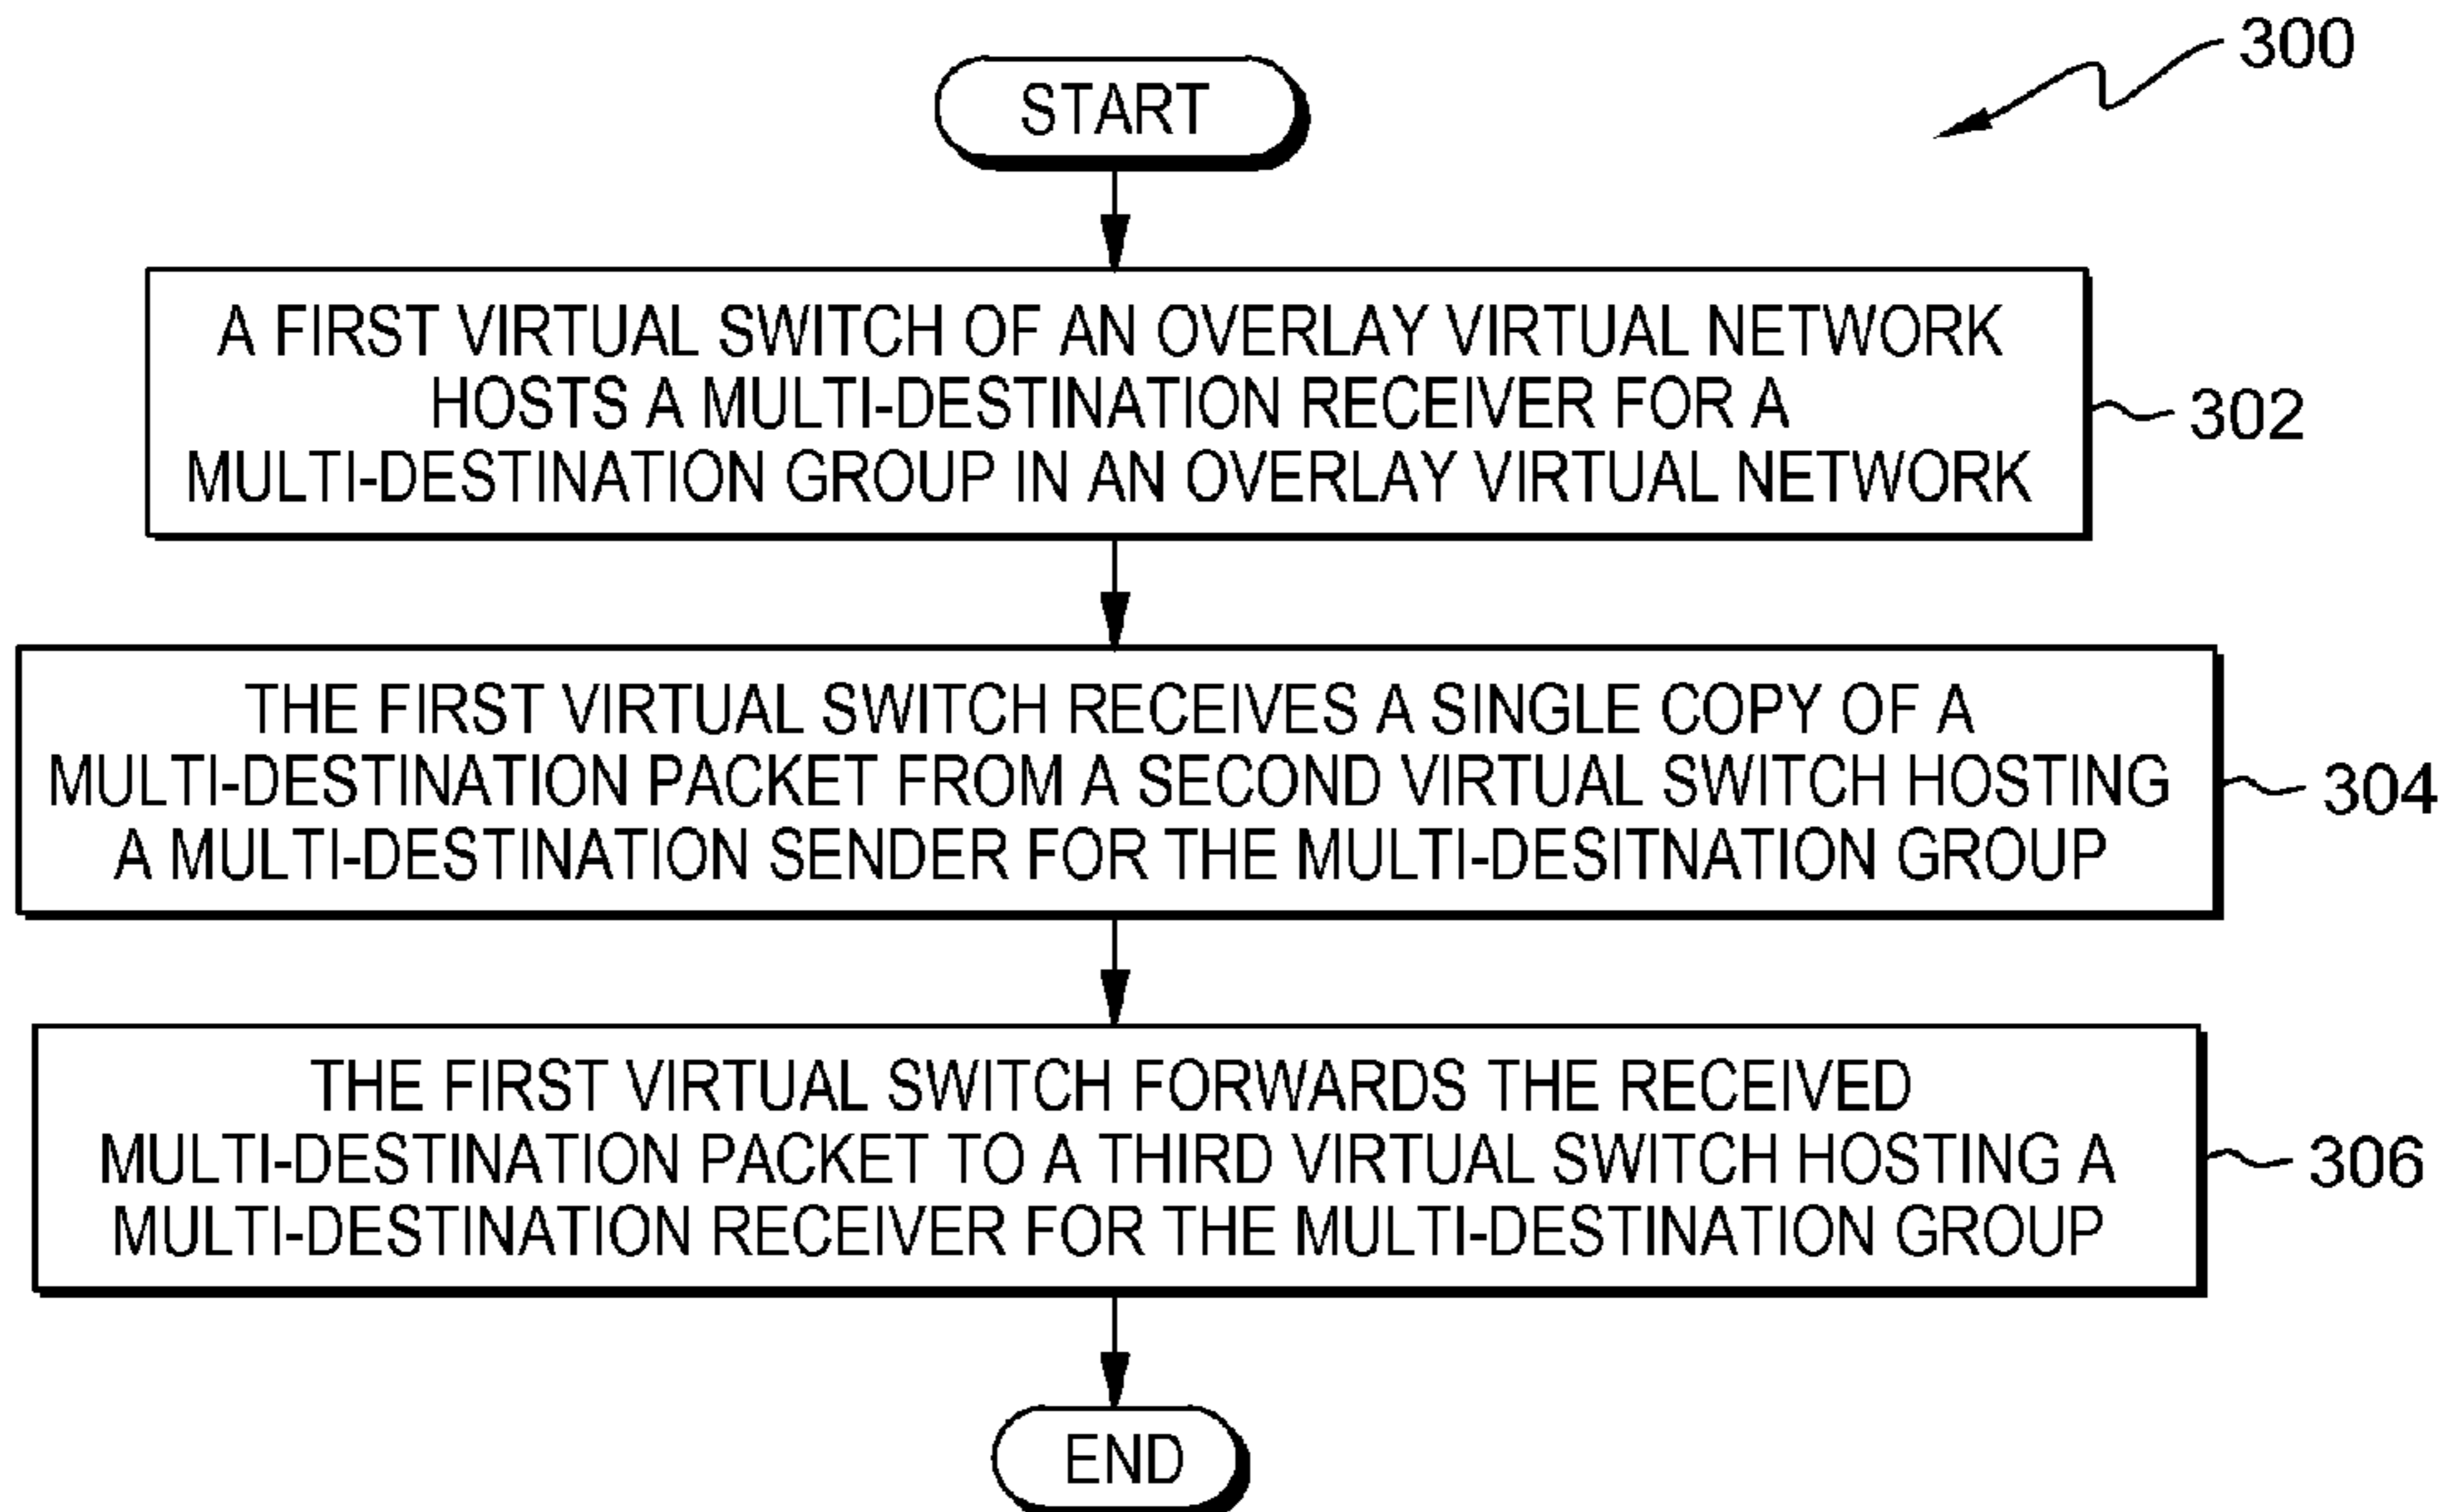 300
START
A FIRST VIRTUAL SWITCH OF AN OVERLAY VIRTUAL NETWORK
HOSTS A MULTI-DESTINATION RECEIVER FOR A
MULTI-DESTINATION GROUP IN AN OVERLAY VIRTUAL NETWORK
302
THE FIRST VIRTUAL SWITCH RECEIVES A SINGLE COPY OF A
MULTI-DESTINATION PACKET FROM A SECOND VIRTUAL SWITCH HOSTING
A MULTI-DESTINATION SENDER FOR THE MULTI-DESITNATION GROUP
304
THE FIRST VIRTUAL SWITCH FORWARDS THE RECEIVED
MULTI-DESTINATION PACKET TO A THIRD VIRTUAL SWITCH HOSTING A
MULTI-DESTINATION RECEIVER FOR THE MULTI-DESTINATION GROUP
306
END